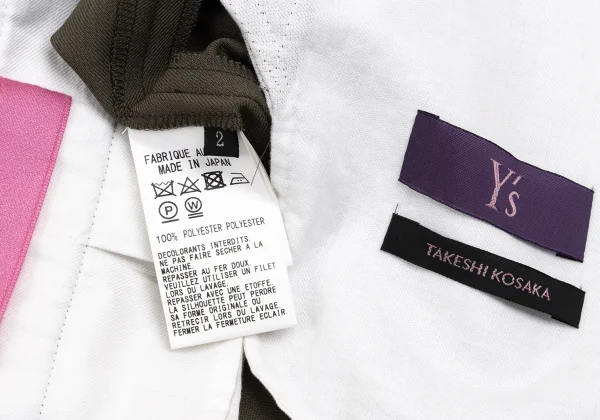 2
FABRIQUE AU
MADE IN JAPAN
P W
100% POLYESTER POLYESTER
DECOLORANTS INTERDITS.
NE PAS FAIRE SECHER A LA
MACHINE.
REPASSER AU FER DOUX.
VEUILLEZ UTILISER UN FILET
LORS DU LAVAGE.
REPASSER AVEC UNE ETOFFE.
LA SILHOUETTE PEUT PERDRE
SA FORME ORIGINALE OU
RETRECIR LORS DU LAVAGE.
FERMER LA FERMETURE ECLAIR.
Y's
TAKESHI KOSAKA